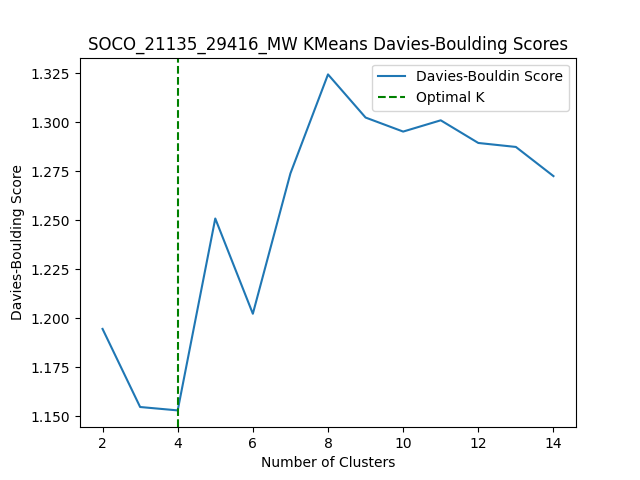 SOCO_21135_29416_MW KMeans Davies-Boulding Scores
Davies-Bouldin Score
Optimal K
Davies-Boulding Score
1.325
1.300
1.275
1.250
1.225
1.200
1.175
1.150
2 4 6 8 10 12 14
Number of Clusters